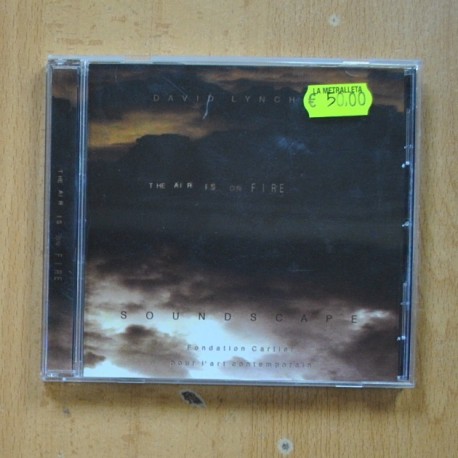 DAVID LYNCH
LA METRALLETA
€ 50,00
THE AIR IS on FIRE
THE AIR IS on FIRE
SOUNDSCAPE
Fondation Cartier
pour l'art contemporain